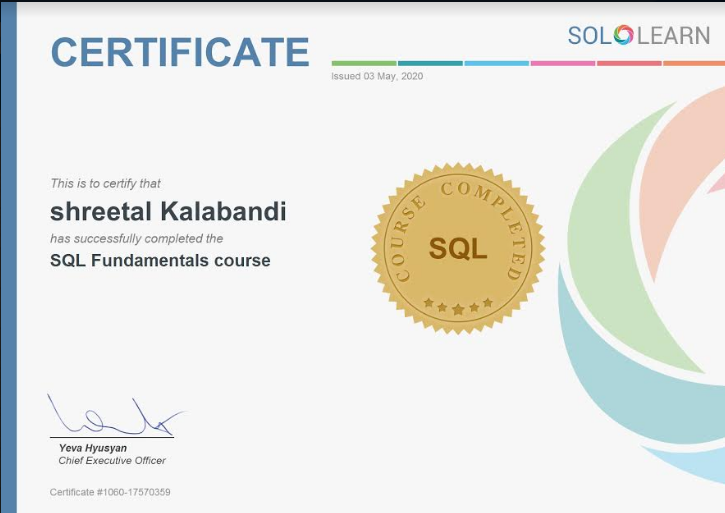 CERTIFICATE
SOLOLEARN
Issued 03 May, 2020
This is to certify that
shreetal Kalabandi
has successfully completed the
SQL Fundamentals course
COURSE COMPLETED
SQL
Yeva Hyusyan
Chief Executive Officer
Certificate #1060-17570359